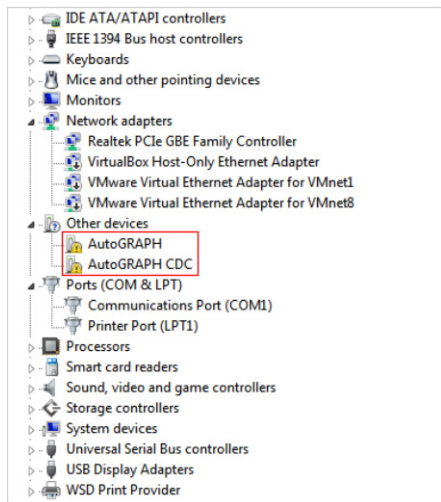 IDE ATA/ATAPI controllers
IEEE 1394 Bus host controllers
Keyboards
Mice and other pointing devices
Monitors
Network adapters
Realtek PCIe GBE Family Controller
VirtualBox Host-Only Ethernet Adapter
VMware Virtual Ethernet Adapter for VMnet1
VMware Virtual Ethernet Adapter for VMnet8
Other devices
AutoGRAPH
AutoGRAPH CDC
Ports (COM & LPT)
Communications Port (COM1)
Printer Port (LPT1)
Processors
Smart card readers
Sound, video and game controllers
Storage controllers
System devices
Universal Serial Bus controllers
USB Display Adapters
WSD Print Provider